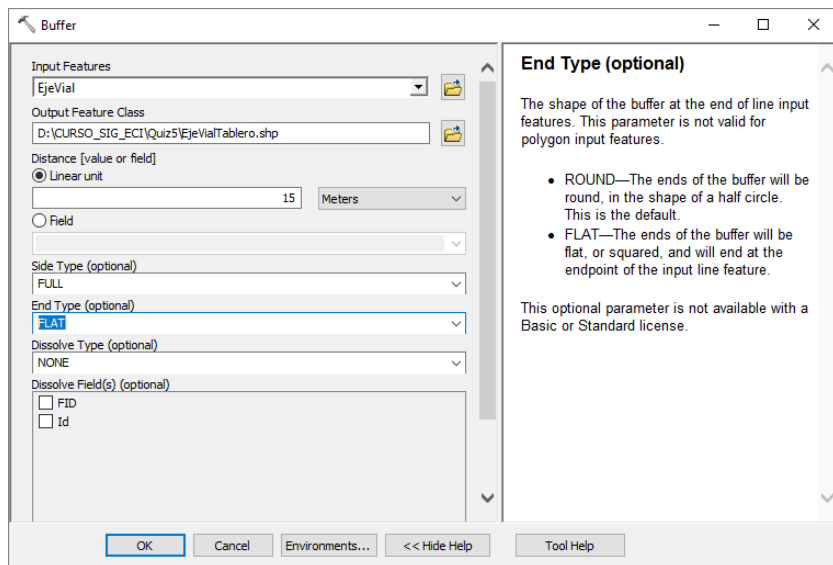 Buffer
Input Features
EjeVial
Output Feature Class
D:\CURSO_SIG_ECI\Quiz5\EjeVialTablero.shp
Distance [value or field]
Linear unit
15 Meters
Field
Side Type (optional)
FULL
End Type (optional)
FLAT
Dissolve Type (optional)
NONE
Dissolve Field(s) (optional)
FID
Id
OK Cancel Environments... << Hide Help Tool Help
End Type (optional)
The shape of the buffer at the end of line input
features. This parameter is not valid for
polygon input features.
• ROUND—The ends of the buffer will be
round, in the shape of a half circle.
This is the default.
• FLAT—The ends of the buffer will be
flat, or squared, and will end at the
endpoint of the input line feature.
This optional parameter is not available with a
Basic or Standard license.